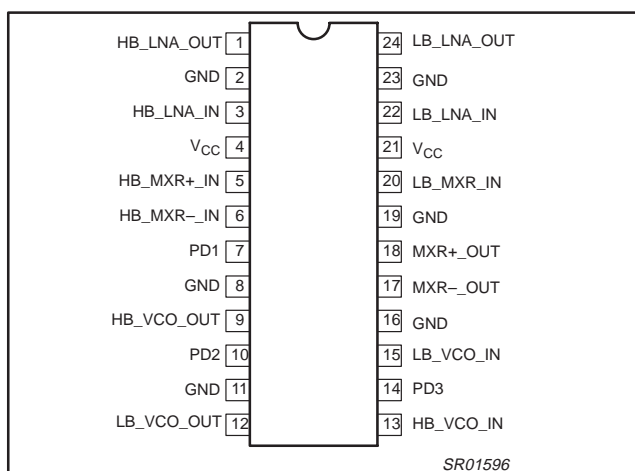 HB_LNA_OUT 1 24 LB_LNA_OUT
GND 2 23 GND
HB_LNA_IN 3 22 LB_LNA_IN
VCC 4 21 VCC
HB_MXR+_IN 5 20 LB_MXR_IN
HB_MXR–_IN 6 19 GND
PD1 7 18 MXR+_OUT
GND 8 17 MXR–_OUT
HB_VCO_OUT 9 16 GND
PD2 10 15 LB_VCO_IN
GND 11 14 PD3
LB_VCO_OUT 12 13 HB_VCO_IN
SR01596